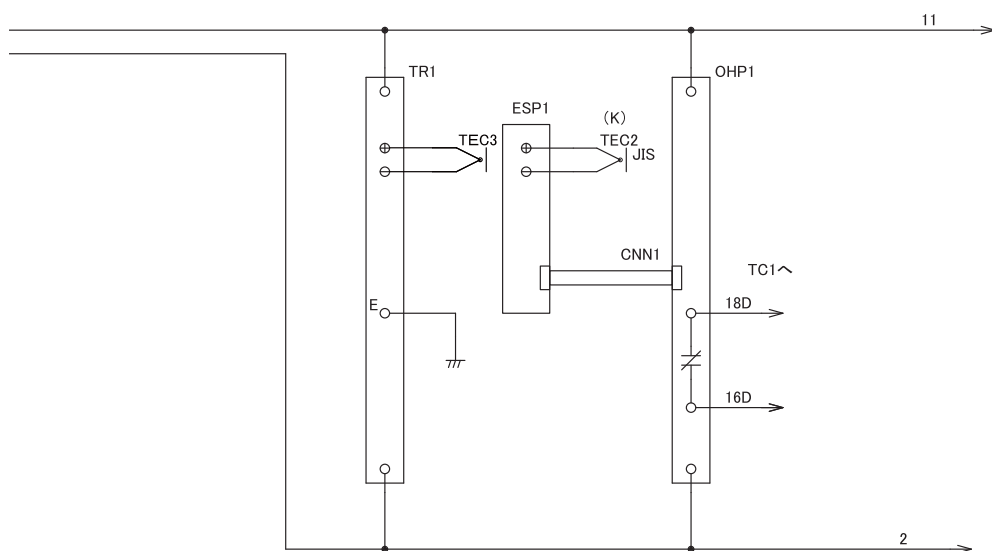 11
TR1
OHP1
ESP1
(K)
TEC3
TEC2
JIS
CNN1
TC1へ
E
18D
16D
2